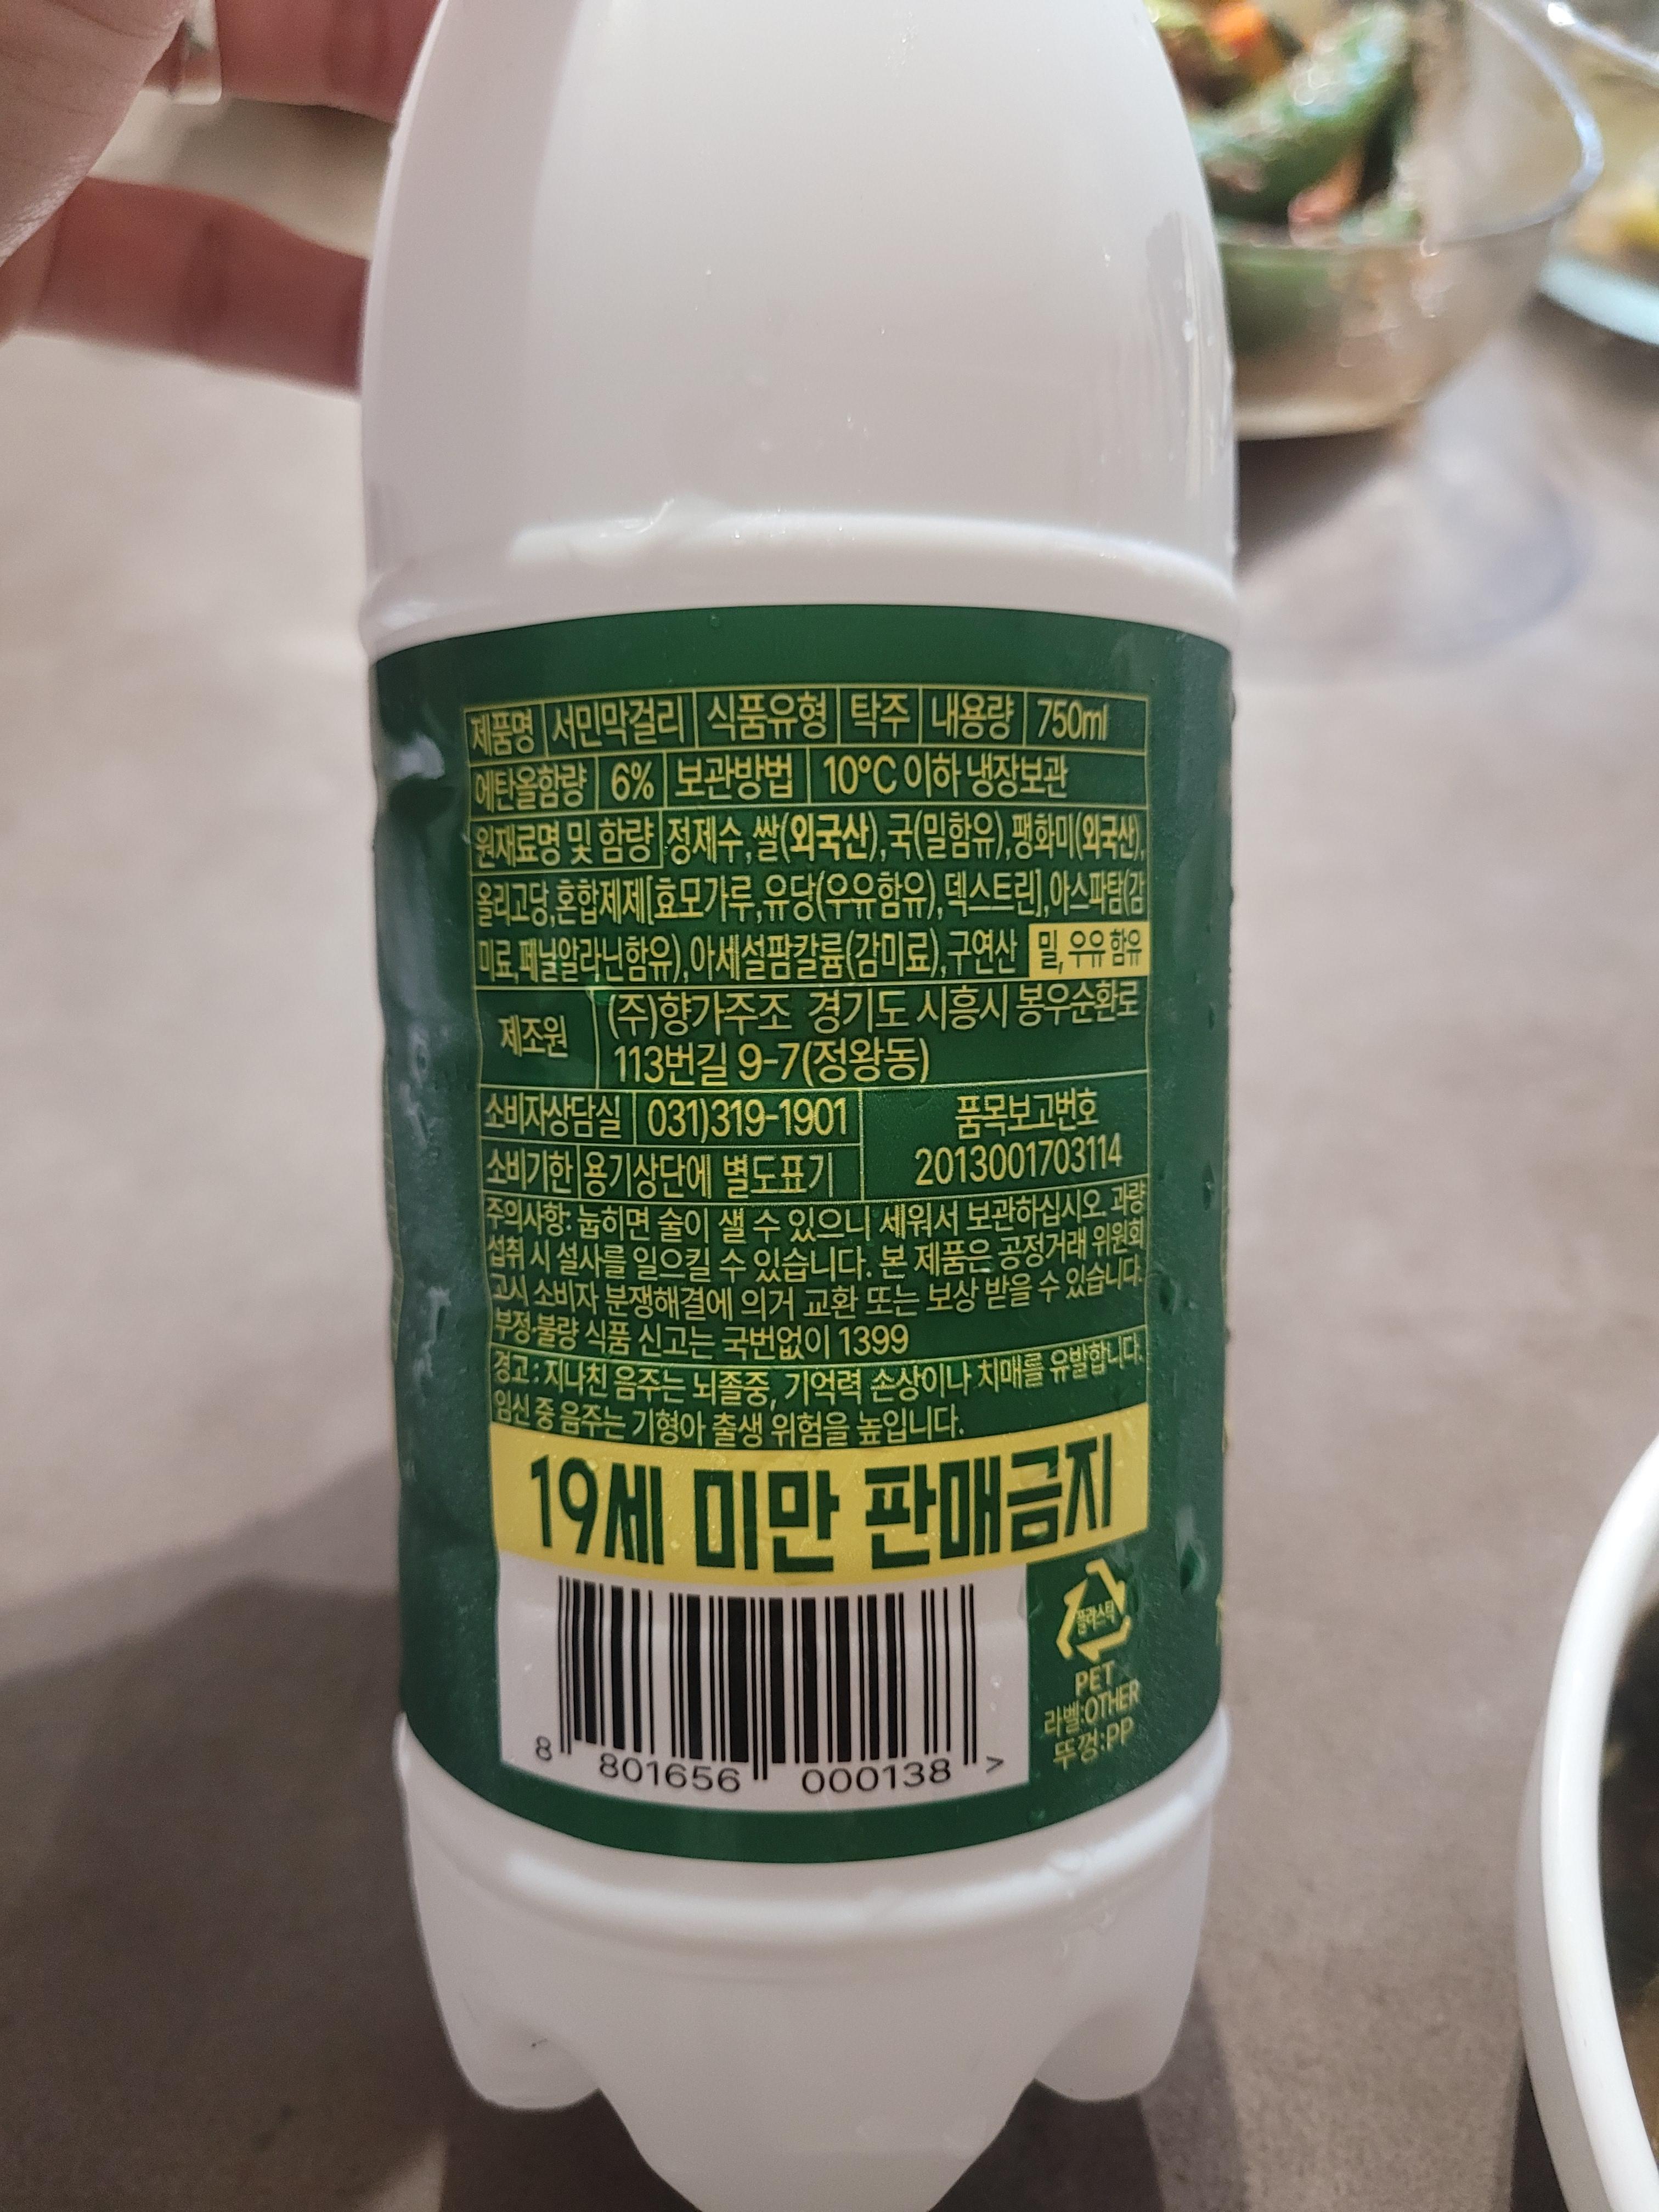 제품명 서민막걸리 식품유형 탁주 내용량 750ml
에탄올함량 6% 보관방법 10°C 이하 냉장보관
원재료명 및 함량 정제수,쌀(외국산),국(밀함유),팽화미(외국산),
올리고당,혼합제제[효모가루,유당(우유함유),덱스트린],아스파탐(감
미료,페닐알라닌함유),아세설팜칼륨(감미료),구연산 밀, 우유 함유
제조원 (주)향가주조 경기도 시흥시 봉우순환로
113번길 9-7(정왕동)
소비자상담실 031)319-1901 품목보고번호
소비기한 용기상단에 별도표기 2013001703114
주의사항: 눕히면 술이 샐 수 있으니 세워서 보관하십시오. 과량
섭취 시 설사를 일으킬 수 있습니다. 본 제품은 공정거래 위원회
고시 소비자 분쟁해결에 의거 교환 또는 보상 받을 수 있습니다.
부정·불량 식품 신고는 국번없이 1399
경고 : 지나친 음주는 뇌졸중, 기억력 손상이나 치매를 유발합니다.
임신 중 음주는 기형아 출생 위험을 높입니다.
19세 미만 판매금지
플라스틱
PET
라벨:OTHER
뚜껑:PP
8 801656 000138 >